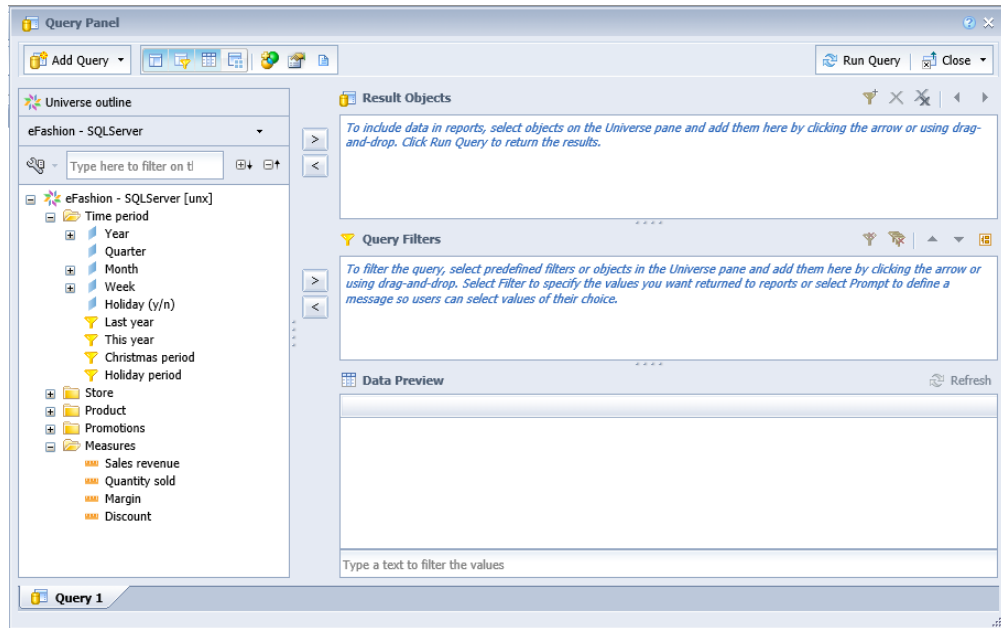 Query Panel
Add Query
Run Query
Close
Universe outline
eFashion - SQLServer
Type here to filter on tl
eFashion - SQLServer [unx]
Time period
Year
Quarter
Month
Week
Holiday (y/n)
Last year
This year
Christmas period
Holiday period
Store
Product
Promotions
Measures
Sales revenue
Quantity sold
Margin
Discount
>
<
Result Objects
To include data in reports, select objects on the Universe pane and add them here by clicking the arrow or using drag-
and-drop. Click Run Query to return the results.
Query Filters
>
<
To filter the query, select predefined filters or objects in the Universe pane and add them here by clicking the arrow or
using drag-and-drop. Select Filter to specify the values you want returned to reports or select Prompt to define a
message so users can select values of their choice.
Data Preview
Refresh
Type a text to filter the values
Query 1